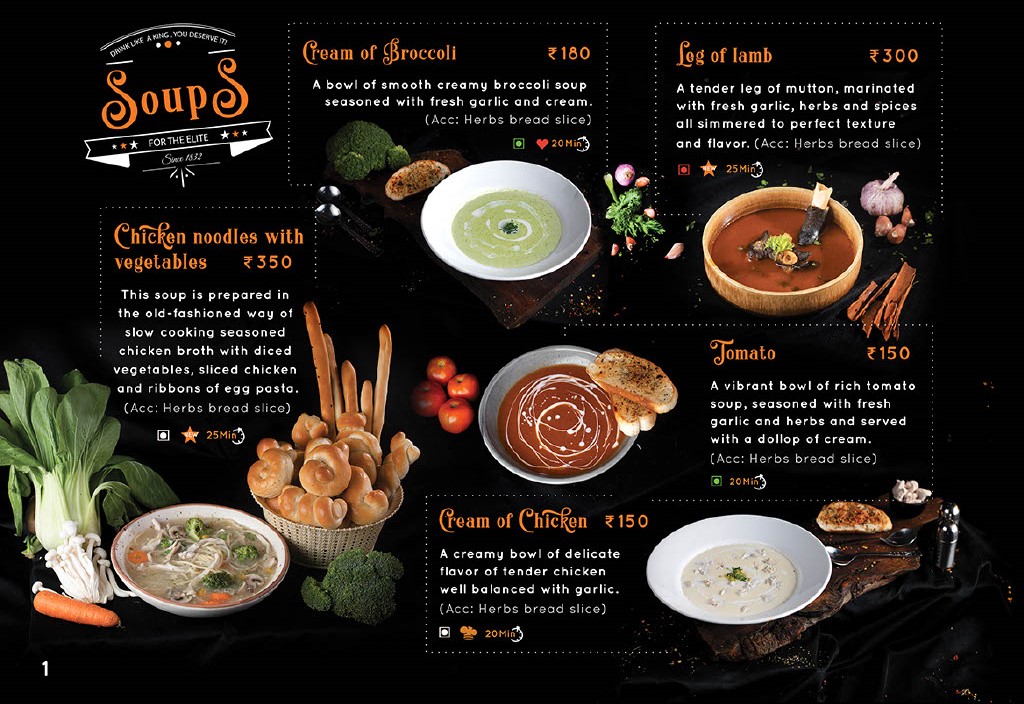 DRINK LIKE A KING, YOU DESERVE IT!
SoupS
FOR THE ELITE
Since 1832
Cream of Broccoli ₹180
A bowl of smooth creamy broccoli soup
seasoned with fresh garlic and cream.
(Acc: Herbs bread slice)
20Min
Leg of lamb ₹300
A tender leg of mutton, marinated
with fresh garlic, herbs and spices
all simmered to perfect texture
and flavor. (Acc: Herbs bread slice)
NEW 25Min
Chicken noodles with
vegetables ₹350
This soup is prepared in
the old-fashioned way of
slow cooking seasoned
chicken broth with diced
vegetables, sliced chicken
and ribbons of egg pasta.
(Acc: Herbs bread slice)
NEW 25Min
Tomato ₹150
A vibrant bowl of rich tomato
soup, seasoned with fresh
garlic and herbs and served
with a dollop of cream.
(Acc: Herbs bread slice)
20Min
Cream of Chicken ₹150
A creamy bowl of delicate
flavor of tender chicken
well balanced with garlic.
(Acc: Herbs bread slice)
20Min
1